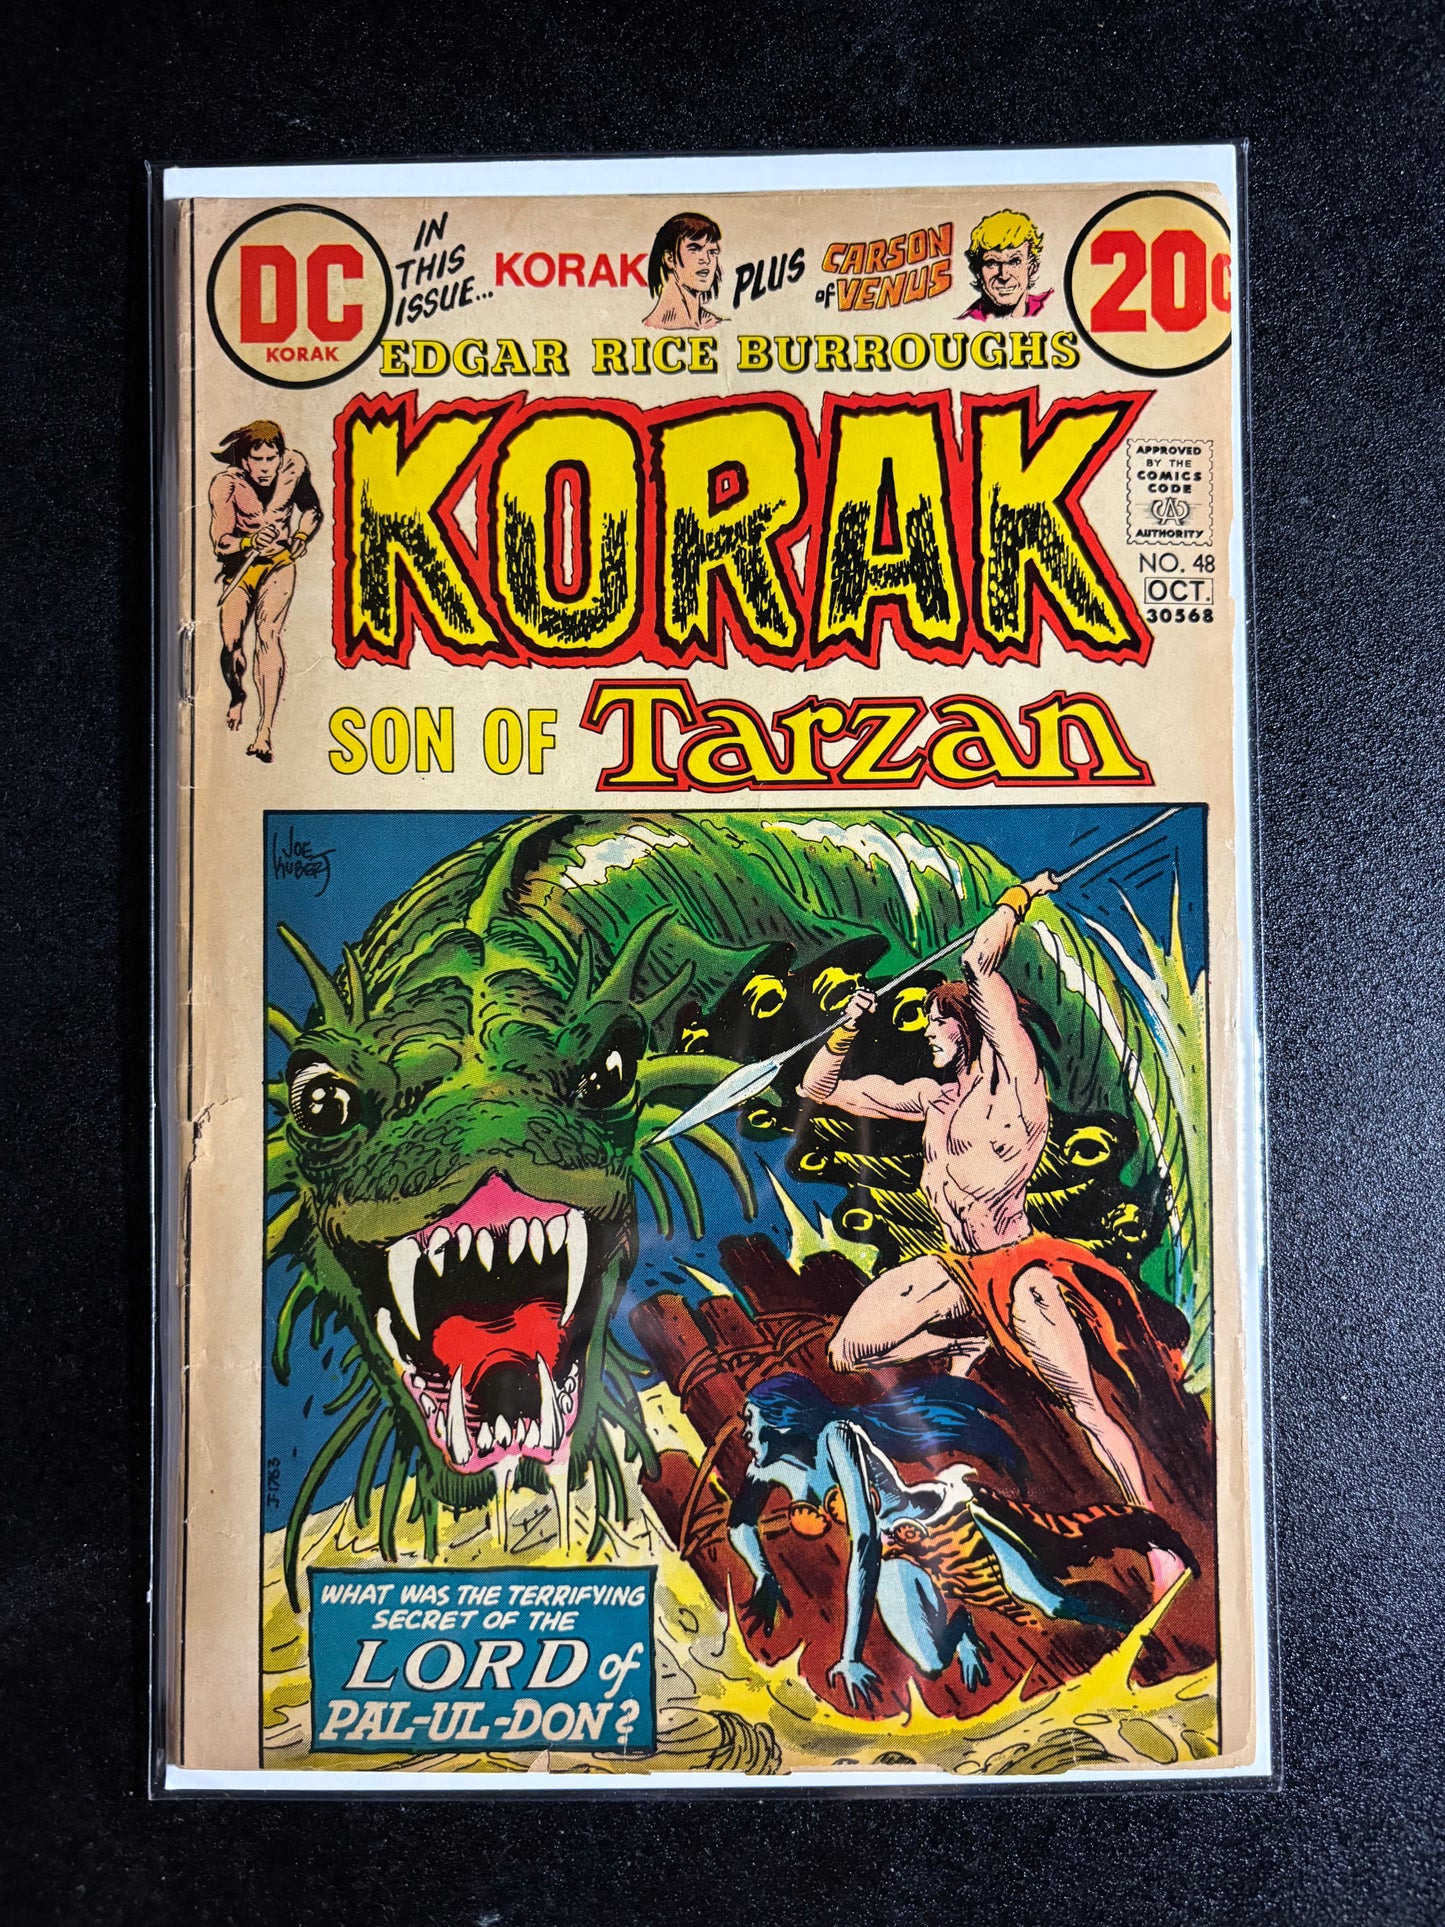 DC
KORAK
IN
THIS
ISSUE...
KORAK
PLUS
CARSON
of VENUS
20¢
EDGAR RICE BURROUGHS
KORAK
APPROVED
BY THE
COMICS
CODE
CA
AUTHORITY
NO. 48
OCT.
30568
SON OF Tarzan
JOE
KUBERT
J-1763
WHAT WAS THE TERRIFYING
SECRET OF THE
LORD of
PAL-UL-DON?